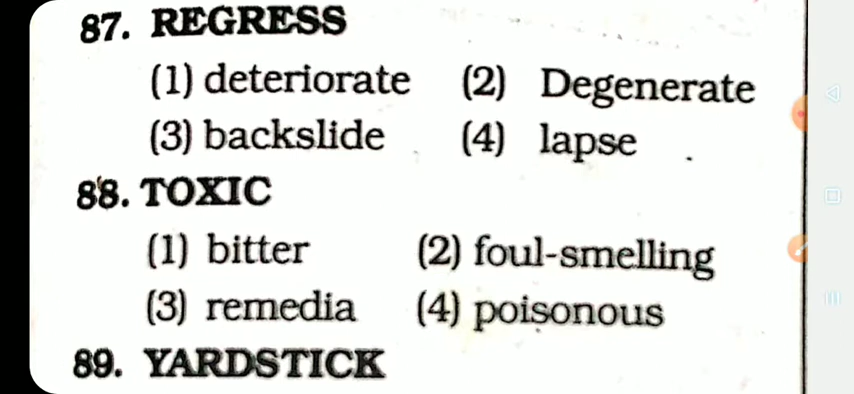 87. REGRESS
(1) deteriorate (2) Degenerate
(3) backslide (4) lapse
88. TOXIC
(1) bitter (2) foul-smelling
(3) remedia (4) poisonous
89. YARDSTICK